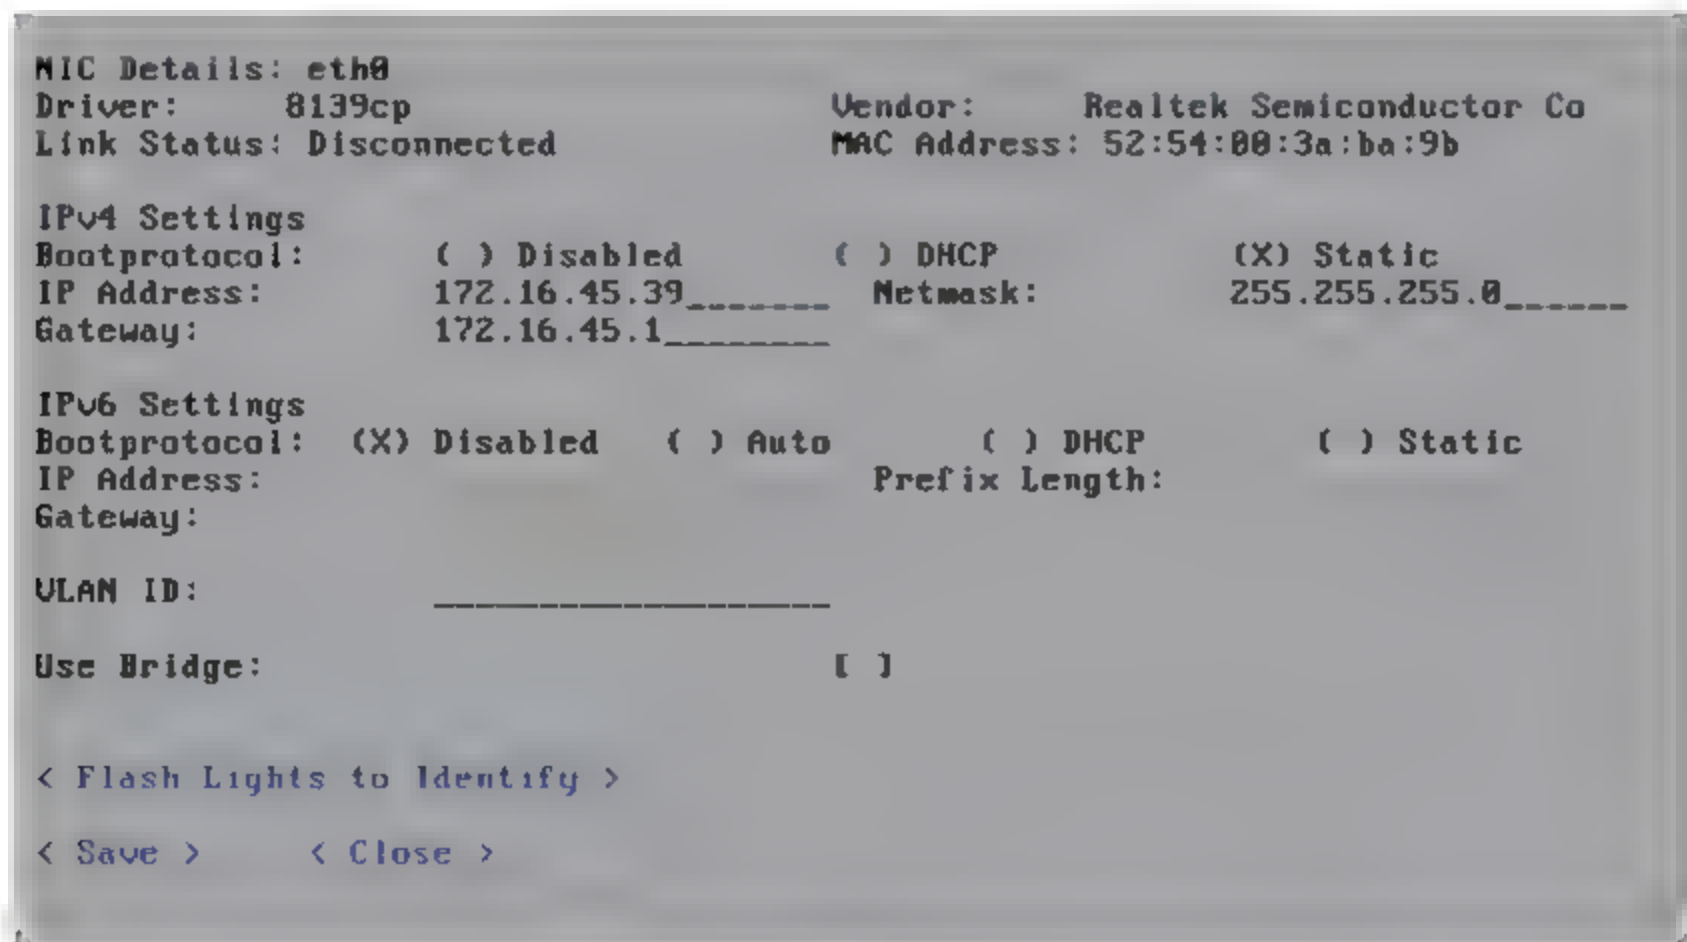 NIC Details: eth0
Driver: 8139cp Vendor: Realtek Semiconductor Co
Link Status: Disconnected MAC Address: 52:54:00:3a:ba:9b
IPv4 Settings
Bootprotocol: ( ) Disabled ( ) DHCP (X) Static
IP Address: 172.16.45.39_______ Netmask: 255.255.255.0______
Gateway: 172.16.45.1________
IPv6 Settings
Bootprotocol: (X) Disabled ( ) Auto ( ) DHCP ( ) Static
IP Address: Prefix Length:
Gateway:
VLAN ID: ___________________
Use Bridge: [ ]
< Flash Lights to Identify >
< Save > < Close >